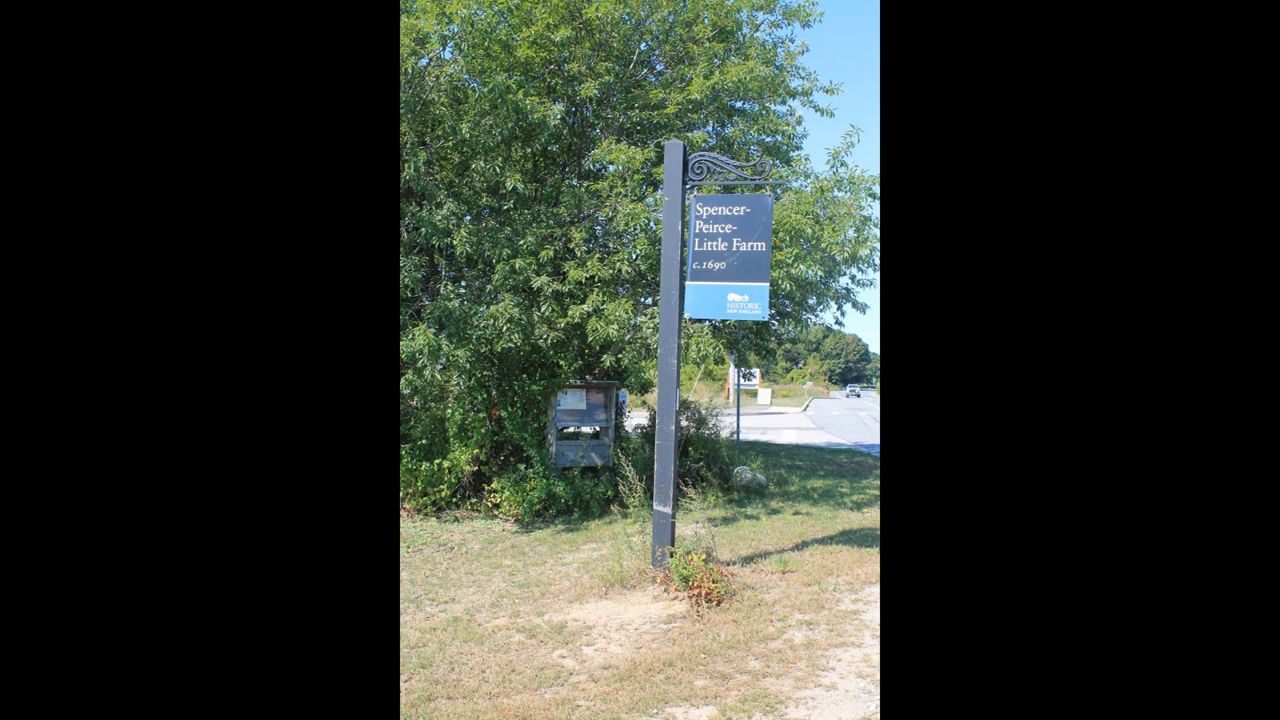 Spencer-
Peirce-
Little Farm
c. 1690
HISTORIC
NEW ENGLAND